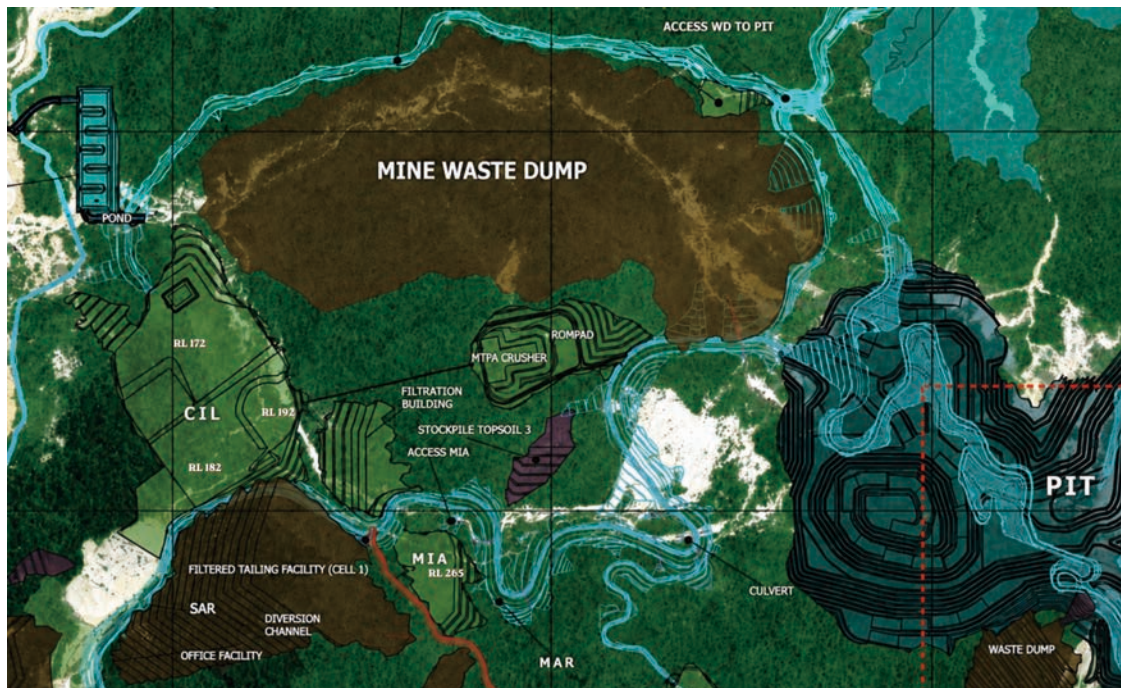 ACCESS WD TO PIT
MINE WASTE DUMP
POND
RL 172
ROMPAD
MTPA CRUSHER
FILTRATION
BUILDING
CIL
RL 192
STOCKPILE TOPSOIL 3
ACCESS MIA
RL 182
PIT
MIA
RL 265
FILTERED TAILING FACILITY (CELL 1)
CULVERT
SAR
DIVERSION
CHANNEL
OFFICE FACILITY
MAR
WASTE DUMP